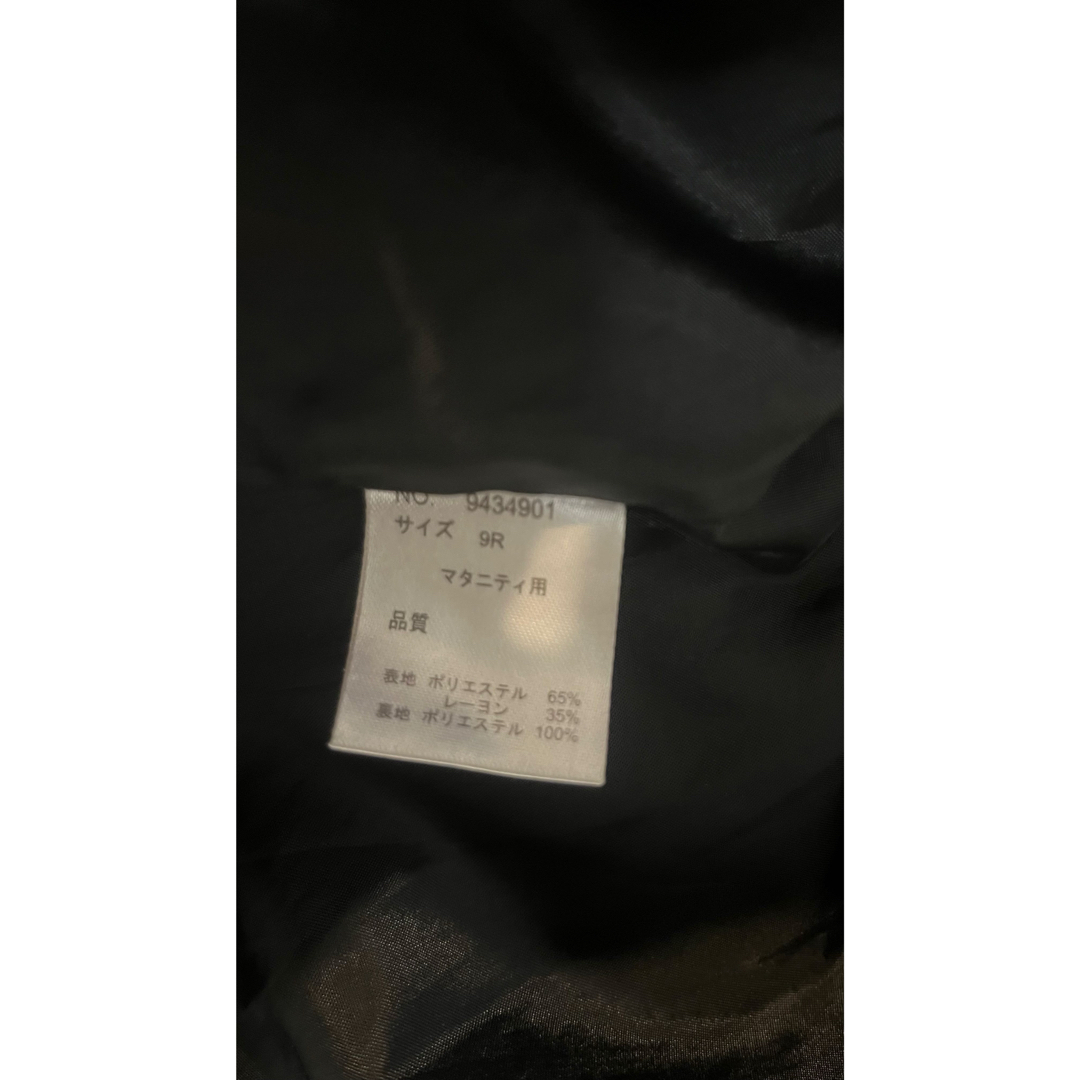 NO. 9434901
サイズ 9R
マタニティ用
品質
表地 ポリエステル 65%
レーヨン 35%
裏地 ポリエステル 100%